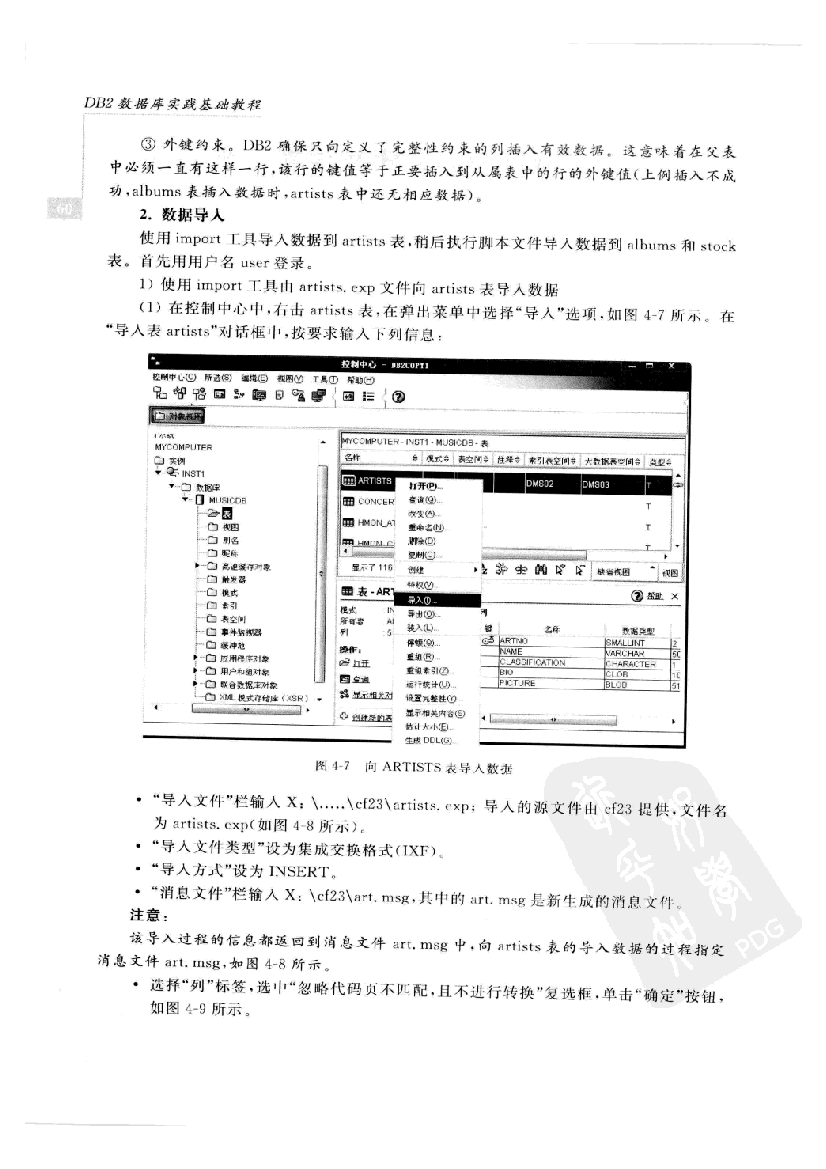 DB2 数据库实践基础教程
③ 外键约束。DB2 确保只向定义了完整性约束的列插入有效数据。这意味着在父表
中必须一直有这样一行,该行的键值等于正要插入到从属表中的行的外键值(上例插入不成
功,albums 表插入数据时,artists 表中还无相应数据)。
60
2. 数据导入
使用 import 工具导入数据到 artists 表,稍后执行脚本文件导入数据到 albums 和 stock
表。首先用用户名 user 登录。
1) 使用 import 工具由 artists. exp 文件向 artists 表导入数据
(1) 在控制中心中,右击 artists 表,在弹出菜单中选择“导入”选项,如图 4-7 所示。在
“导入表 artists”对话框中,按要求输入下列信息:
控制中心 - DB2COPY1
控制中心(C) 所选(S) 编辑(E) 视图(V) 工具(T) 帮助(H)
对象视图
MYCOMPUTER
实例
INST1
数据库
MUSICDB
表
视图
别名
昵称
高速缓存对象
触发器
模式
索引
表空间
事件监视器
缓冲池
应用程序对象
用户和组对象
联合数据库对象
XML 模式存储库 (XSR)
MYCOMPUTER - INST1 - MUSICDB - 表
名称 模式 表空间 注释 索引表空间 大数据表空间 类型
ARTISTS DMS02 DMS03 T
CONCER T
HMON_AT T
显示了 116
缺省视图 视图
打开(P)...
查询(Q)...
改变(A)...
重命名(N)...
删除(D)
复制(C)...
创建
特权(V)...
导入(I)...
导出(O)...
装入(L)...
停顿(Q)...
重组(R)...
重组索引(Z)...
运行统计(U)...
设置完整性(Y)...
显示相关内容(S)
估计大小(E)...
生成 DDL(G)...
表 - AR
帮助
模式
所有者
列
操作:
打开
查询
显示相关对
创建新的表
键 名称 数据类型
ARTNO SMALLINT 2
NAME VARCHAR 50
CLASSIFICATION CHARACTER 1
BIO CLOB
PICTURE BLOB 51
图 4-7 向 ARTISTS 表导入数据
• “导入文件”栏输入 X: \.....\cf23\artists. exp; 导入的源文件由 cf23 提供,文件名
为 artists. exp(如图 4-8 所示)。
• “导入文件类型”设为集成交换格式(IXF)。
• “导入方式”设为 INSERT。
• “消息文件”栏输入 X: \cf23\art. msg,其中的 art. msg 是新生成的消息文件。
注意:
该导入过程的信息都返回到消息文件 art. msg 中,向 artists 表的导入数据的过程指定
消息文件 art. msg,如图 4-8 所示。
• 选择“列”标签,选中“忽略代码页不匹配,且不进行转换”复选框,单击“确定”按钮,
如图 4-9 所示。
PDG